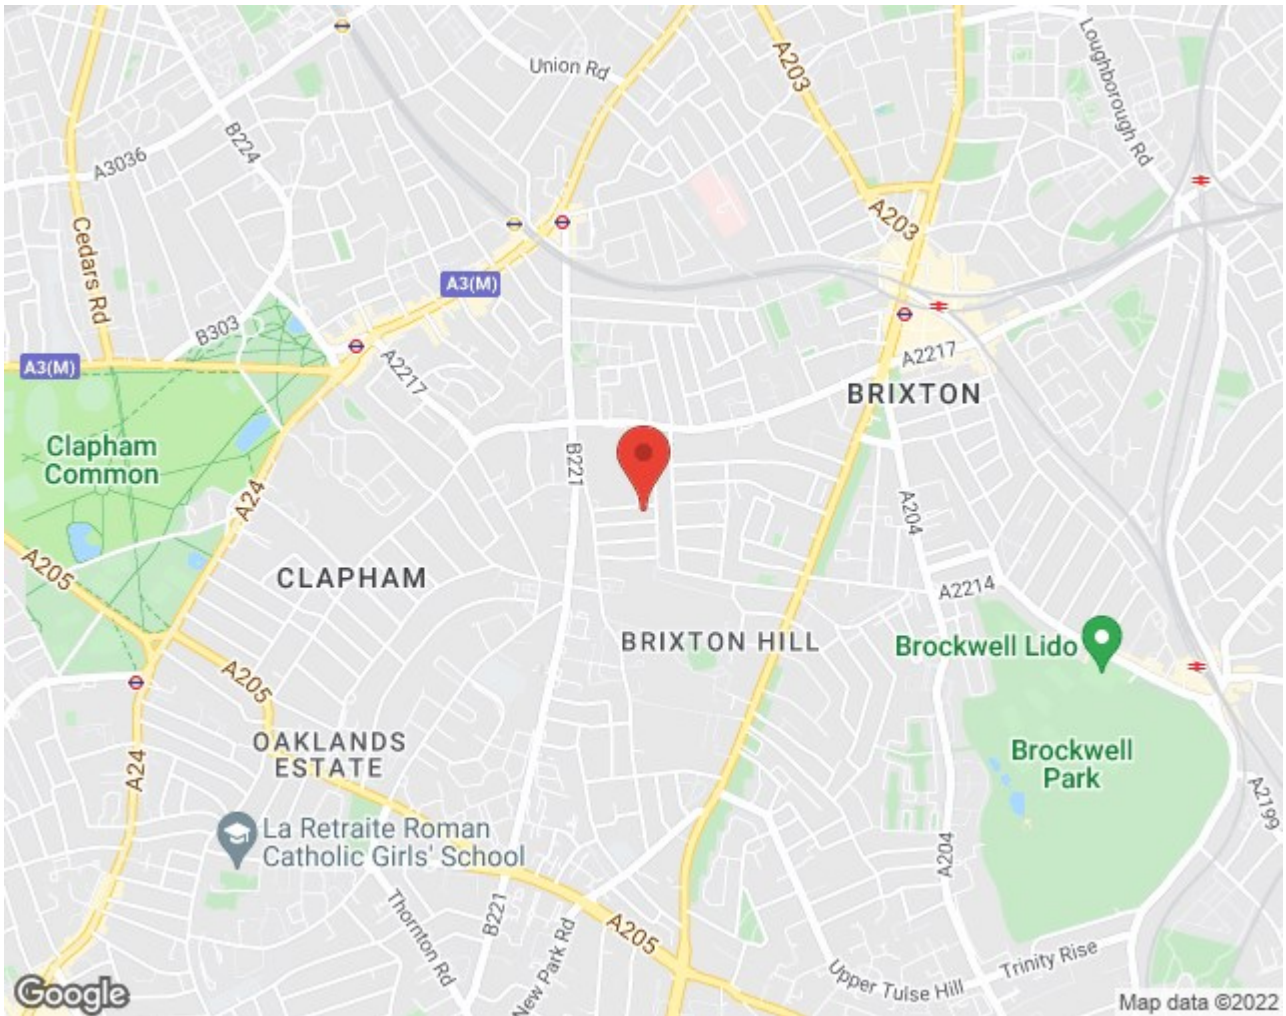 Union Rd
A203
Loughborough Rd
B224
A3036
A203
Cedars Rd
A3(M)
B303
A3(M)
A2217
A2217
BRIXTON
Clapham
Common
B221
A24
A204
A205
CLAPHAM
A2214
BRIXTON HILL
Brockwell Lido
A205
OAKLANDS
ESTATE
Brockwell
Park
A24
A2199
La Retraite Roman
Catholic Girls' School
A204
Thornton Rd
B221
New Park Rd
A205
Upper Tulse Hill
Trinity Rise
Google
Map data ©2022